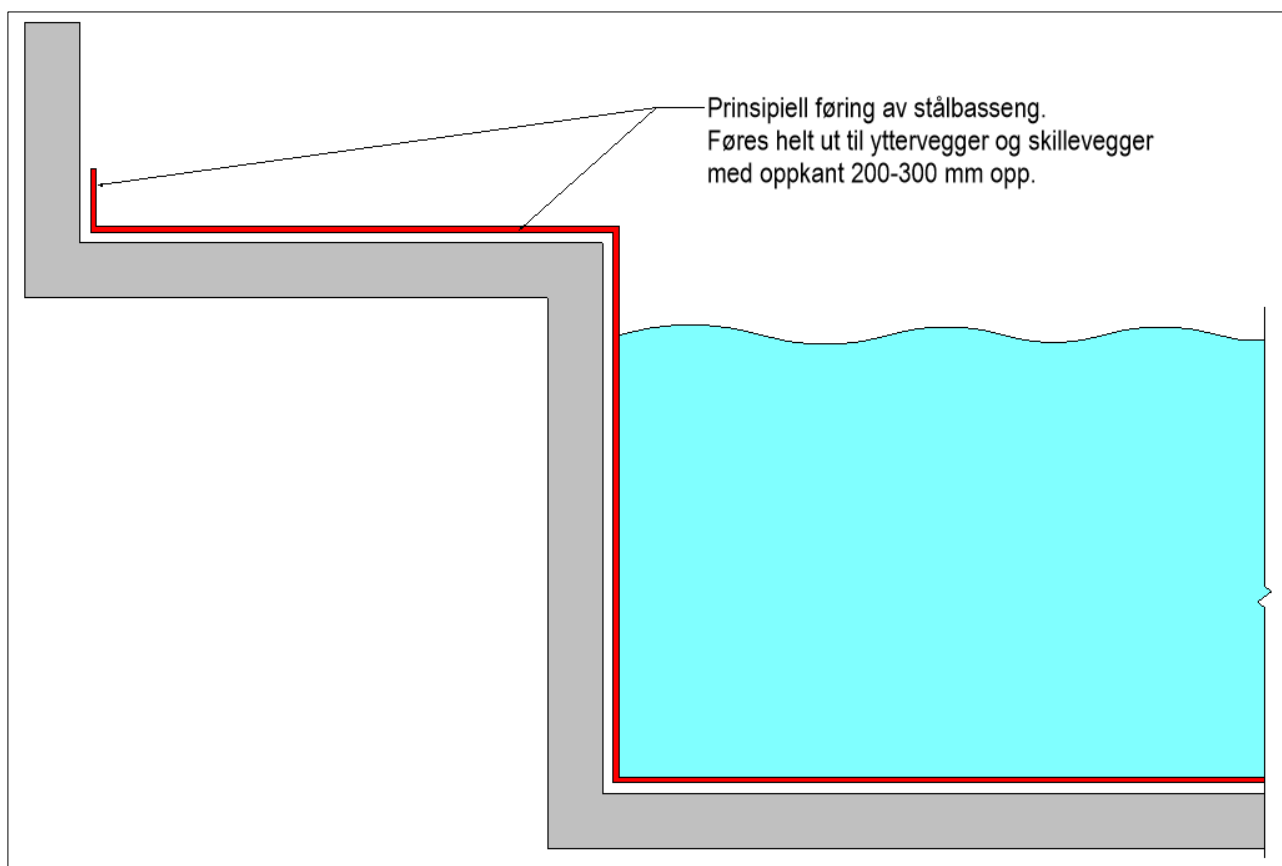 Prinsipiell føring av stålbasseng.
Føres helt ut til yttervegger og skillevegger
med oppkant 200-300 mm opp.